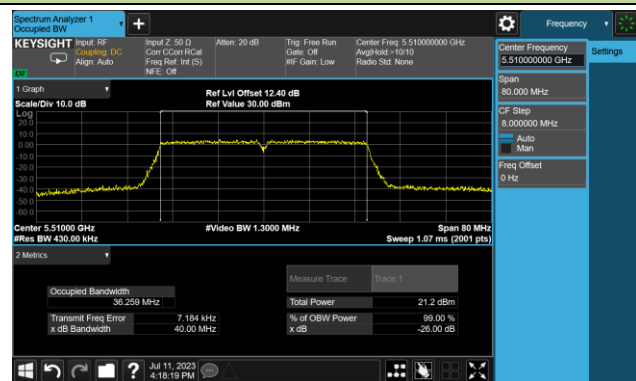 Spectrum Analyzer 1
Occupied BW
+
Frequency
KEYSIGHT
Input: RF
Coupling: DC
Align: Auto
Input Z: 50 Ω
Corr CCorr RCal
Freq Ref: Int (S)
NFE: Off
Atten: 20 dB
Trig: Free Run
Gate: Off
#IF Gain: Low
Center Freq: 5.510000000 GHz
Avg|Hold:>10/10
Radio Std: None
Center Frequency
5.510000000 GHz
Settings
Span
80.000 MHz
CF Step
8.000000 MHz
Auto
Man
Freq Offset
0 Hz
1 Graph
Scale/Div 10.0 dB
Ref Lvl Offset 12.40 dB
Ref Value 30.00 dBm
Log
20.0
10.0
0.00
-10.0
-20.0
-30.0
-40.0
-50.0
-60.0
Center 5.51000 GHz
#Res BW 430.00 kHz
#Video BW 1.3000 MHz
Span 80 MHz
Sweep 1.07 ms (2001 pts)
2 Metrics
Measure Trace
Trace 1
Occupied Bandwidth
36.259 MHz
Total Power
21.2 dBm
Transmit Freq Error
7.184 kHz
% of OBW Power
99.00 %
x dB Bandwidth
40.00 MHz
x dB
-26.00 dB
?
Jul 11, 2023
4:18:19 PM